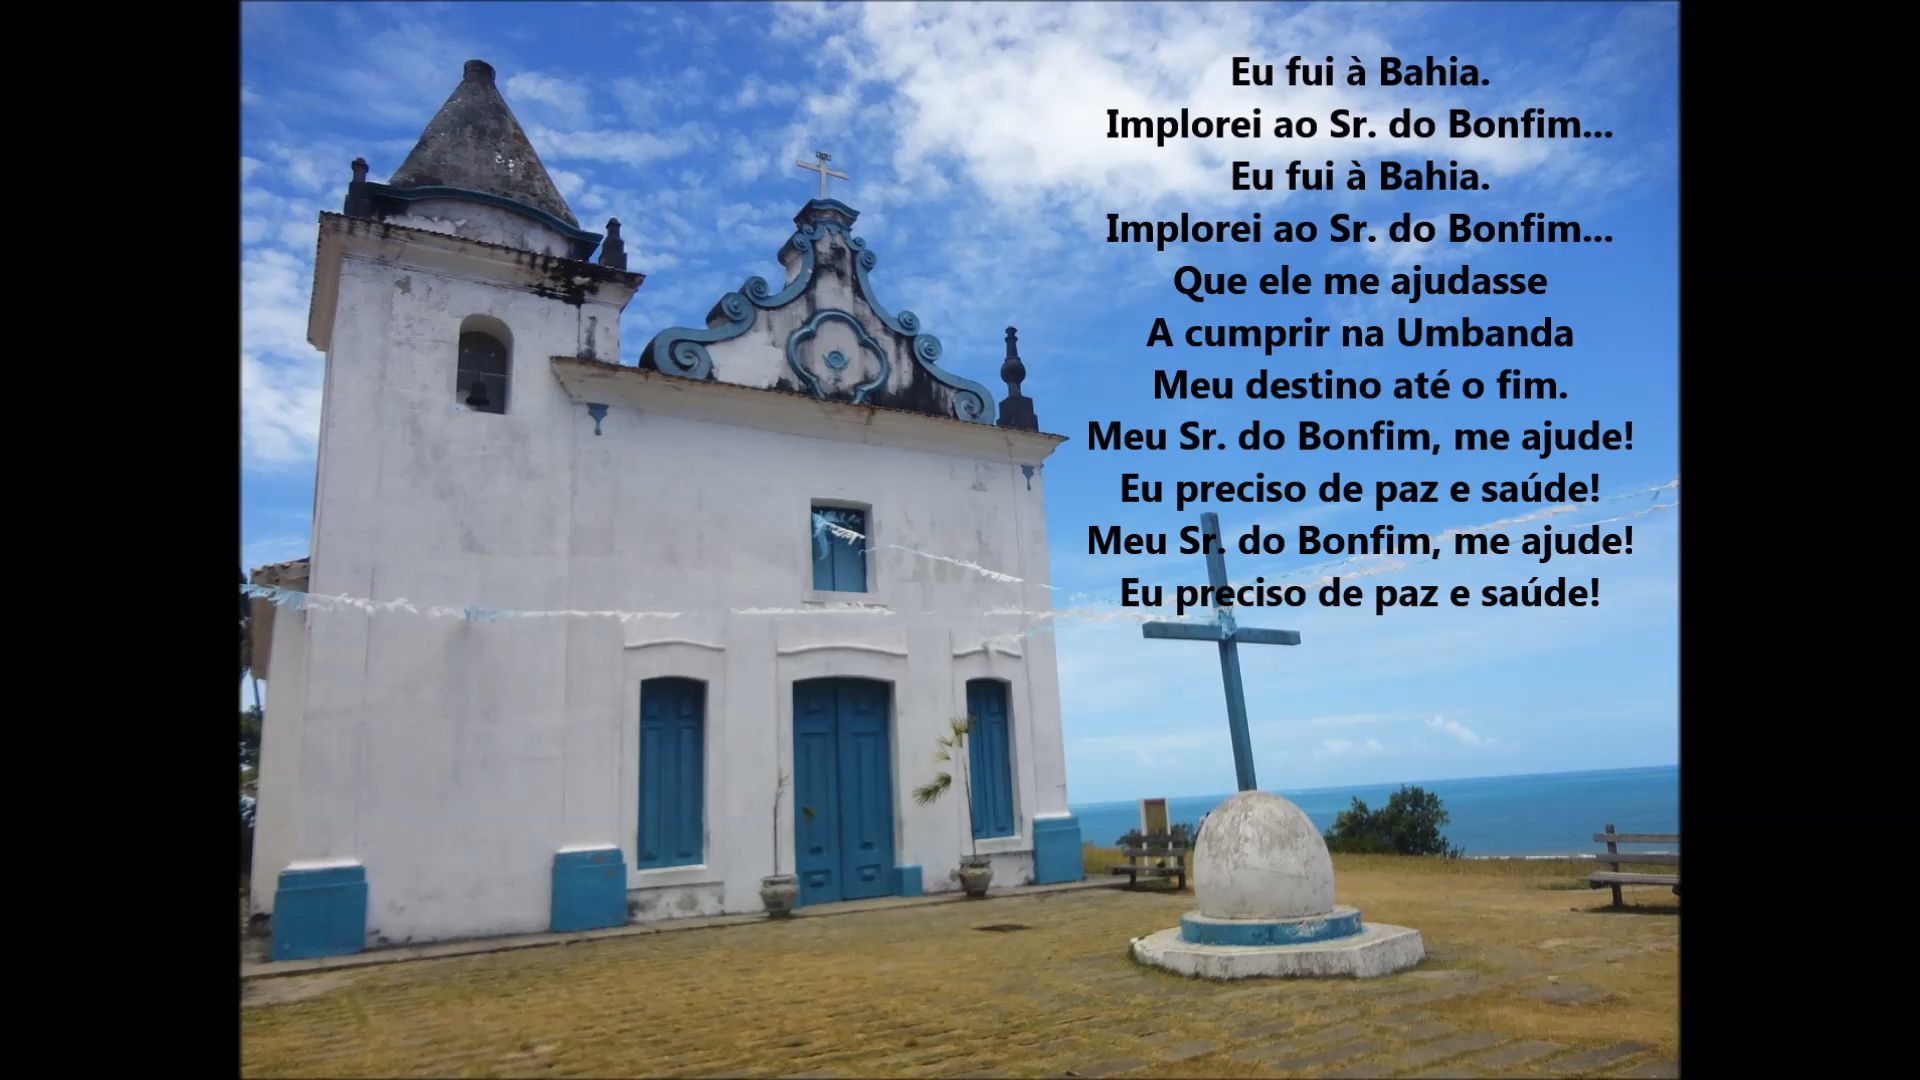 Eu fui à Bahia.
Implorei ao Sr. do Bonfim...
Eu fui à Bahia.
Implorei ao Sr. do Bonfim...
Que ele me ajudasse
A cumprir na Umbanda
Meu destino até o fim.
Meu Sr. do Bonfim, me ajude!
Eu preciso de paz e saúde!
Meu Sr. do Bonfim, me ajude!
Eu preciso de paz e saúde!